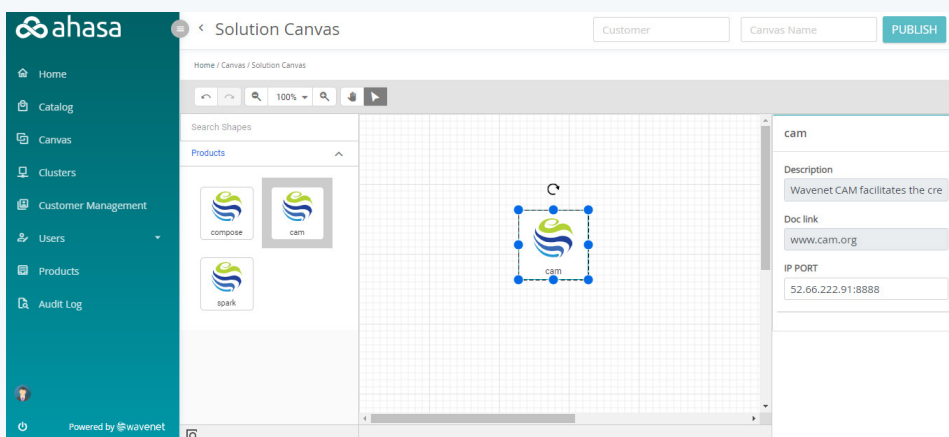 ahasa
Solution Canvas
Customer
Canvas Name
PUBLISH
Home
Home / Canvas / Solution Canvas
Catalog
100%
Search Shapes
Canvas
Products
cam
Clusters
Description
Wavenet CAM facilitates the cre
Customer Management
compose
cam
Doc link
www.cam.org
Users
cam
IP PORT
Products
52.66.222.91:8888
Audit Log
spark
Powered by wavenet